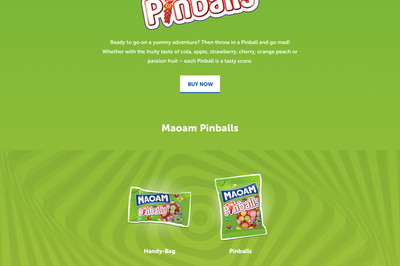 Pinballs
Ready to go on a yummy adventure? Then throw in a Pinball and go mad!
Whether with the fruity taste of cola, apple, strawberry, cherry, orange peach or
passion fruit – each Pinball is a tasty score.
BUY NOW
Maoam Pinballs
MAOAM
Pinballs
MAOAM
Pinballs
Handy-Bag
Pinballs